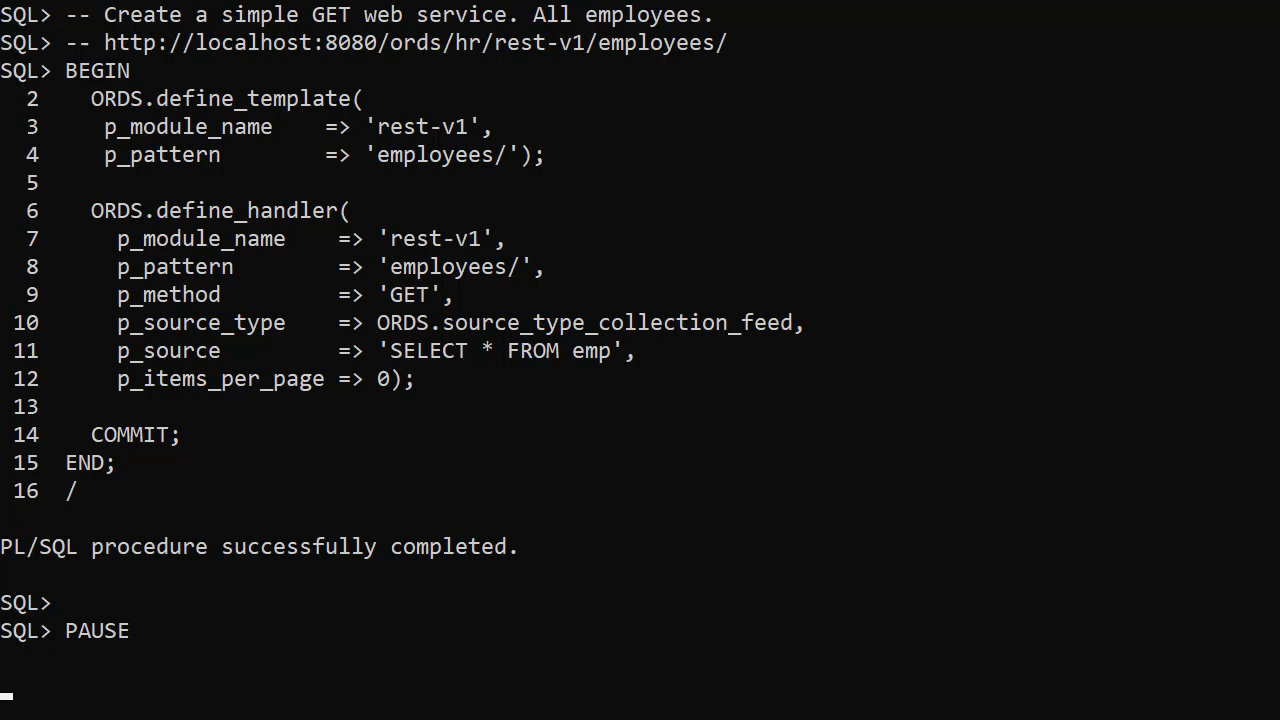 SQL> -- Create a simple GET web service. All employees.
SQL> -- http://localhost:8080/ords/hr/rest-v1/employees/
SQL> BEGIN
  2    ORDS.define_template(
  3     p_module_name    => 'rest-v1',
  4     p_pattern        => 'employees/');
  5
  6    ORDS.define_handler(
  7      p_module_name    => 'rest-v1',
  8      p_pattern        => 'employees/',
  9      p_method         => 'GET',
 10      p_source_type    => ORDS.source_type_collection_feed,
 11      p_source         => 'SELECT * FROM emp',
 12      p_items_per_page => 0);
 13
 14    COMMIT;
 15  END;
 16  /
PL/SQL procedure successfully completed.
SQL>
SQL> PAUSE